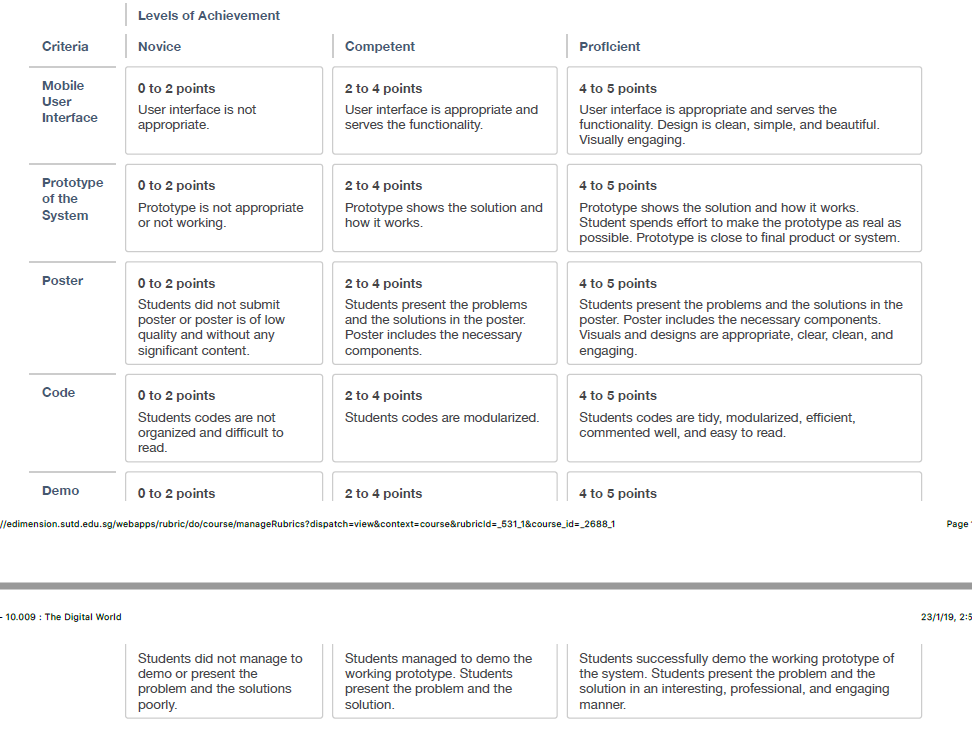 Levels of Achievement
Criteria Novice Competent Proficient
Mobile
User
Interface
0 to 2 points
User interface is not
appropriate.
2 to 4 points
User interface is appropriate and
serves the functionality.
4 to 5 points
User interface is appropriate and serves the
functionality. Design is clean, simple, and beautiful.
Visually engaging.
Prototype
of the
System
0 to 2 points
Prototype is not appropriate
or not working.
2 to 4 points
Prototype shows the solution and
how it works.
4 to 5 points
Prototype shows the solution and how it works.
Student spends effort to make the prototype as real as
possible. Prototype is close to final product or system.
Poster
0 to 2 points
Students did not submit
poster or poster is of low
quality and without any
significant content.
2 to 4 points
Students present the problems
and the solutions in the poster.
Poster includes the necessary
components.
4 to 5 points
Students present the problems and the solutions in the
poster. Poster includes the necessary components.
Visuals and designs are appropriate, clear, clean, and
engaging.
Code
0 to 2 points
Students codes are not
organized and difficult to
read.
2 to 4 points
Students codes are modularized.
4 to 5 points
Students codes are tidy, modularized, efficient,
commented well, and easy to read.
Demo
0 to 2 points
2 to 4 points
4 to 5 points
//edimension.sutd.edu.sg/webapps/rubric/do/course/manageRubrics?dispatch=view&context=course&rubricId=_531_1&course_id=_2688_1
Page
- 10.009 : The Digital World
23/1/19, 2:5
Students did not manage to
demo or present the
problem and the solutions
poorly.
Students managed to demo the
working prototype. Students
present the problem and the
solution.
Students successfully demo the working prototype of
the system. Students present the problem and the
solution in an interesting, professional, and engaging
manner.